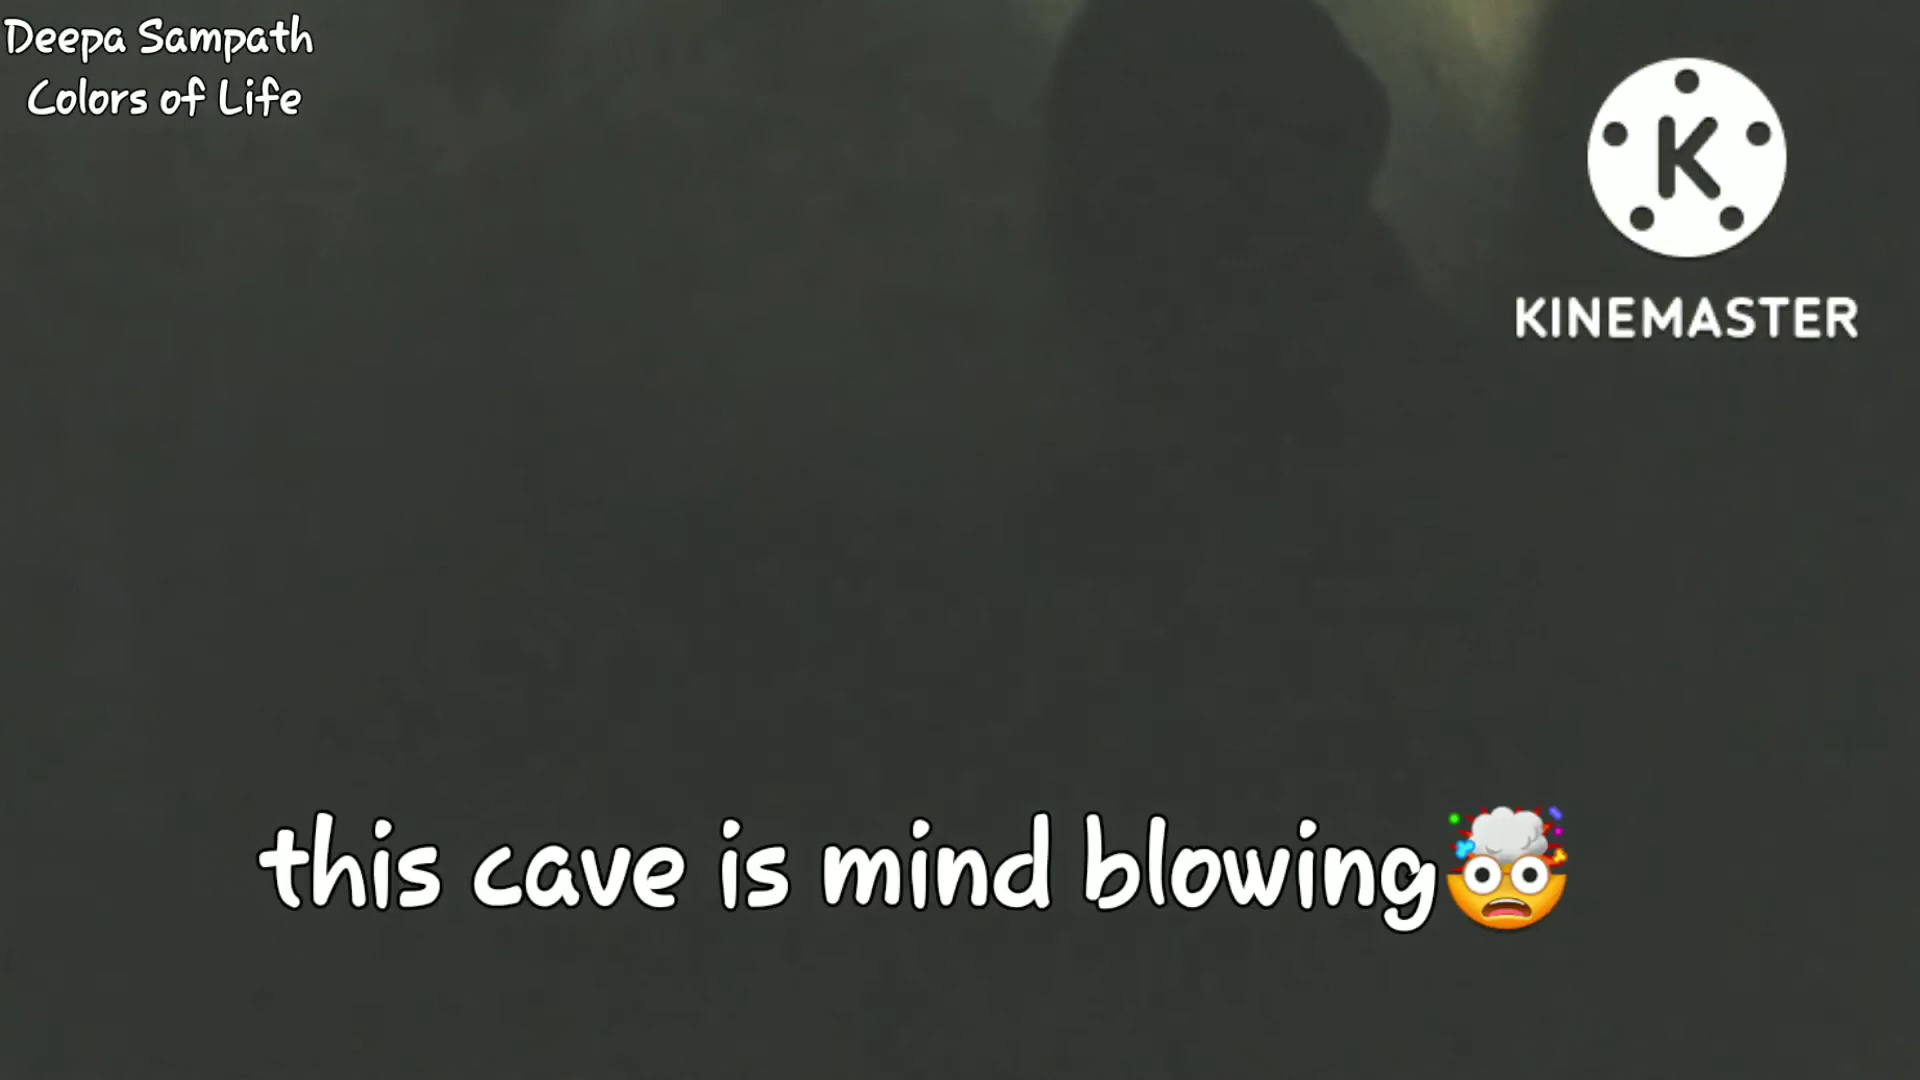 Deepa Sampath
Colors of Life
K
KINEMASTER
this cave is mind blowing🤯